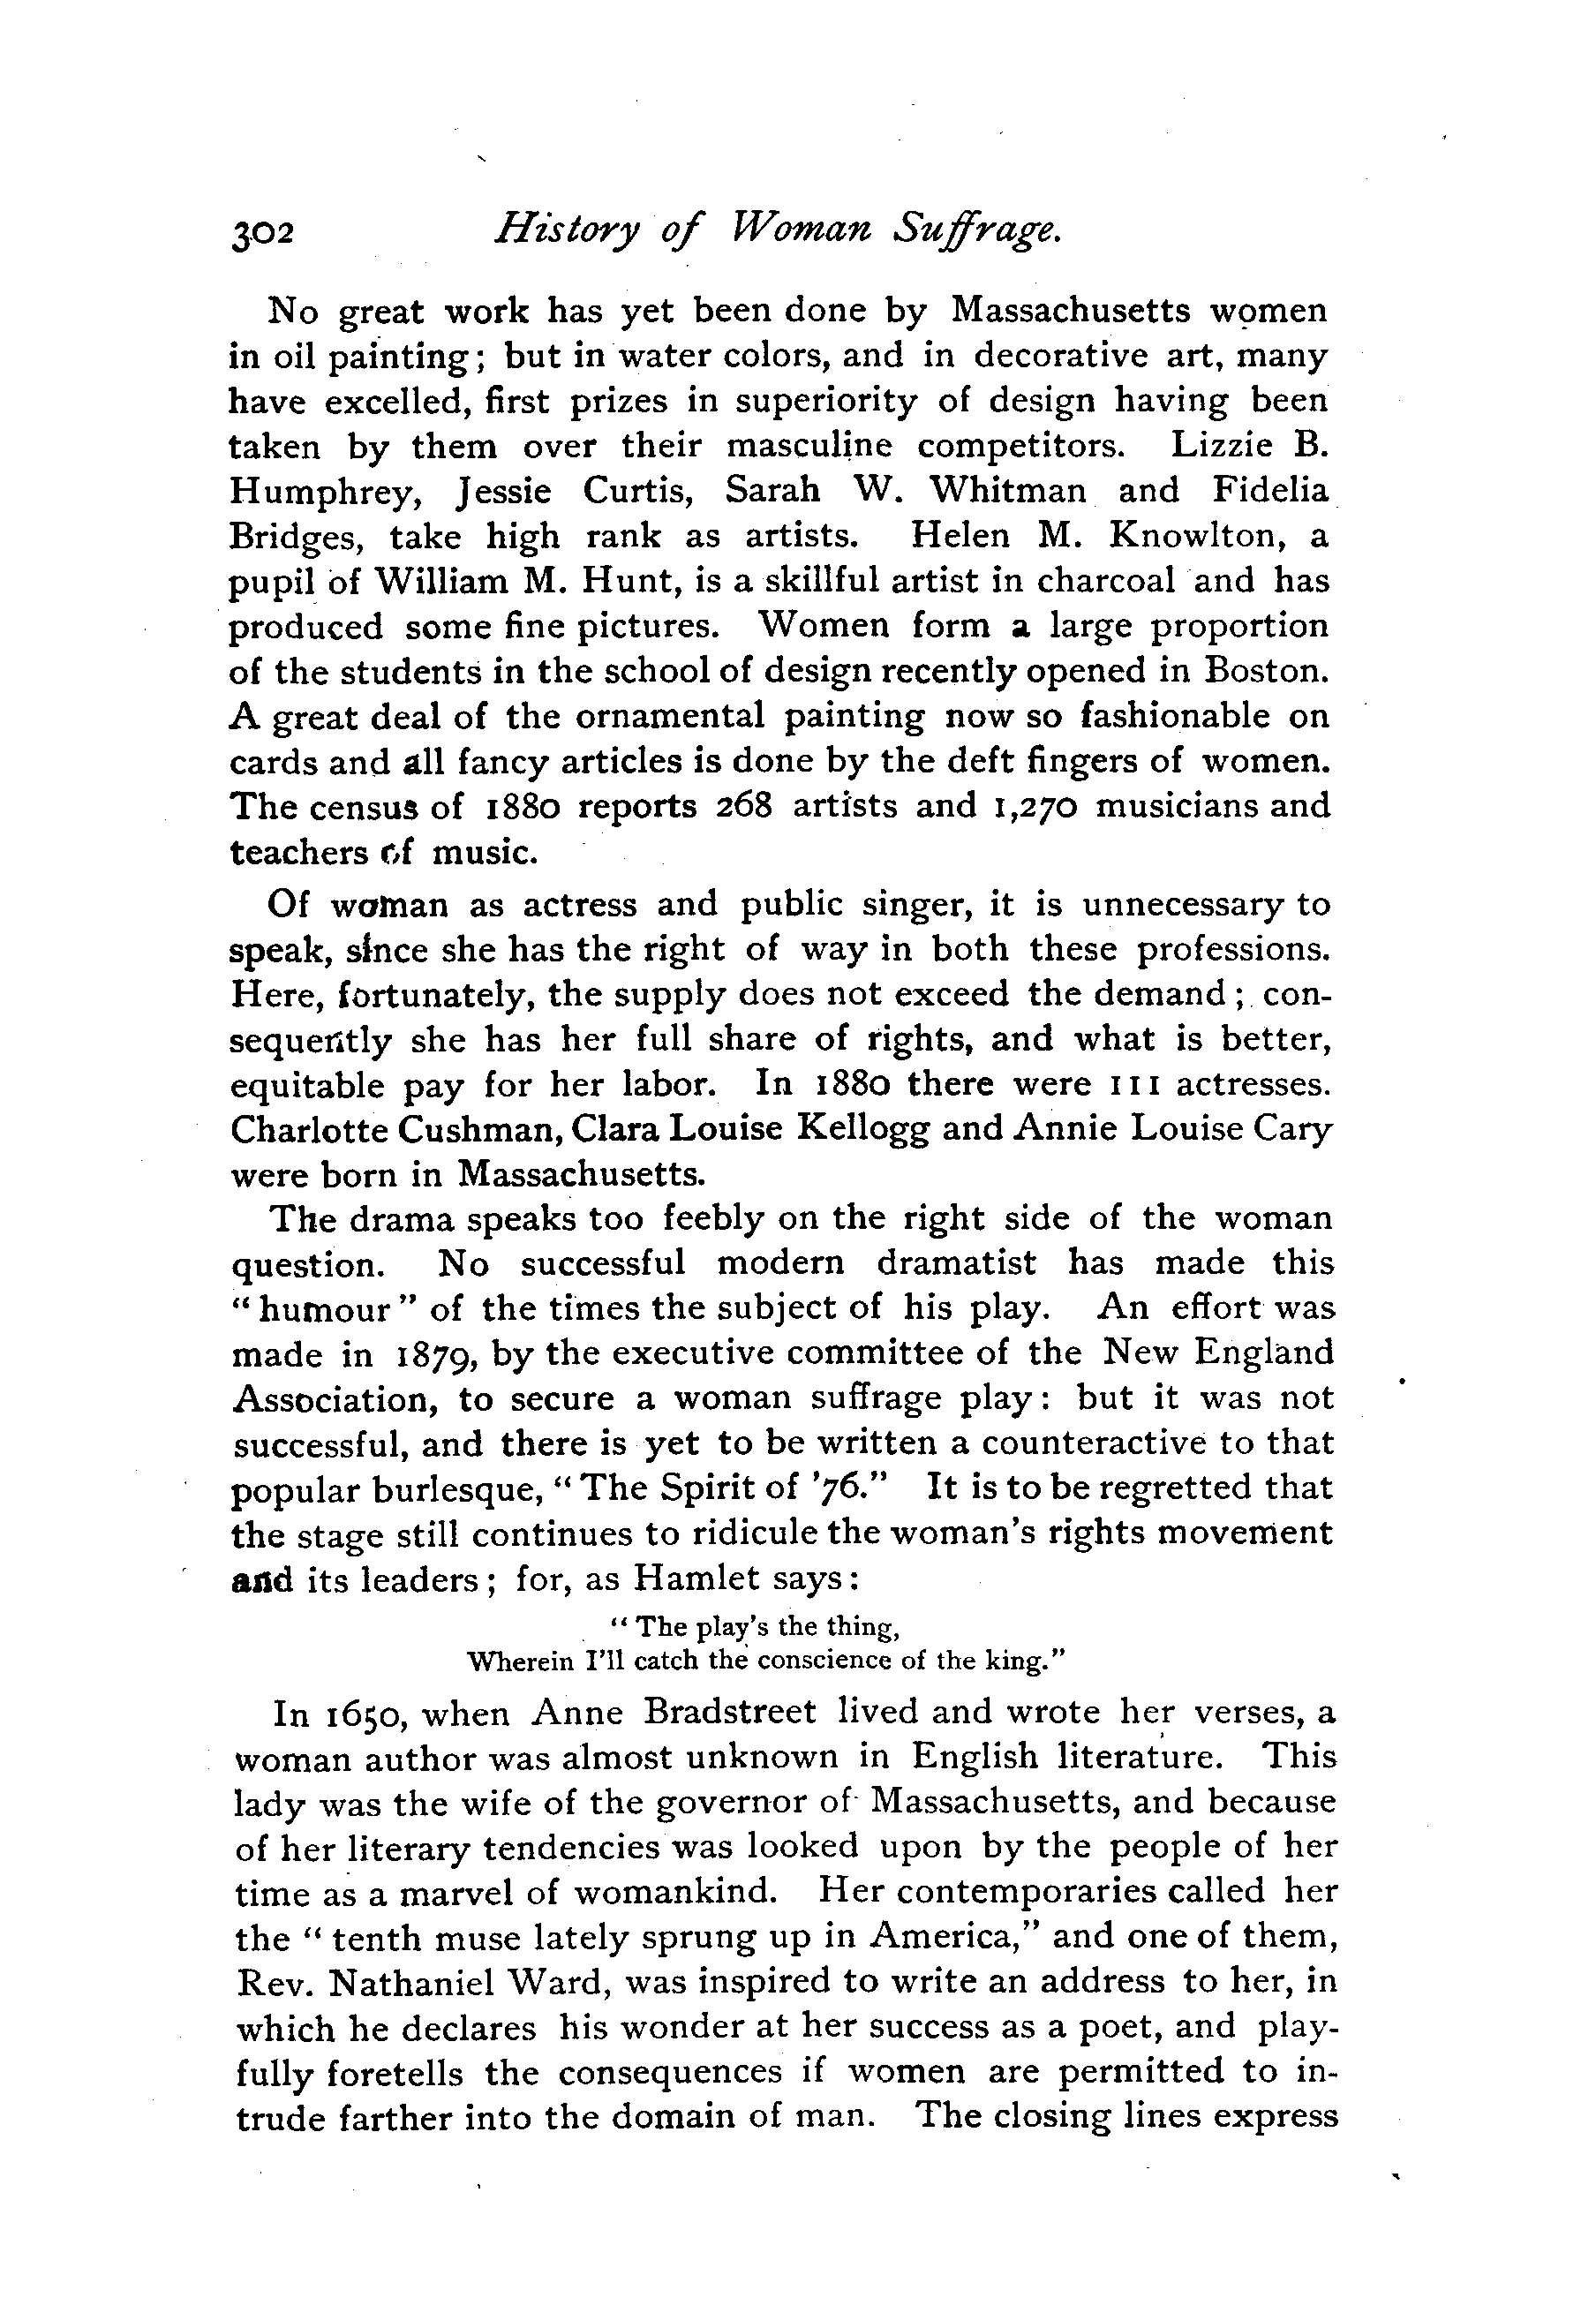 302 History of Woman Suffrage.
No great work has yet been done by Massachusetts women
in oil painting; but in water colors, and in decorative art, many
have excelled, first prizes in superiority of design having been
taken by them over their masculine competitors. Lizzie B.
Humphrey, Jessie Curtis, Sarah W. Whitman and Fidelia
Bridges, take high rank as artists. Helen M. Knowlton, a
pupil of William M. Hunt, is a skillful artist in charcoal and has
produced some fine pictures. Women form a large proportion
of the students in the school of design recently opened in Boston.
A great deal of the ornamental painting now so fashionable on
cards and all fancy articles is done by the deft fingers of women.
The census of 1880 reports 268 artists and 1,270 musicians and
teachers of music.
Of woman as actress and public singer, it is unnecessary to
speak, since she has the right of way in both these professions.
Here, fortunately, the supply does not exceed the demand; con-
sequently she has her full share of rights, and what is better,
equitable pay for her labor. In 1880 there were 111 actresses.
Charlotte Cushman, Clara Louise Kellogg and Annie Louise Cary
were born in Massachusetts.
The drama speaks too feebly on the right side of the woman
question. No successful modern dramatist has made this
"humour" of the times the subject of his play. An effort was
made in 1879, by the executive committee of the New England
Association, to secure a woman suffrage play: but it was not
successful, and there is yet to be written a counteractive to that
popular burlesque, "The Spirit of '76." It is to be regretted that
the stage still continues to ridicule the woman's rights movement
and its leaders; for, as Hamlet says:
"The play's the thing,
Wherein I'll catch the conscience of the king."
In 1650, when Anne Bradstreet lived and wrote her verses, a
woman author was almost unknown in English literature. This
lady was the wife of the governor of Massachusetts, and because
of her literary tendencies was looked upon by the people of her
time as a marvel of womankind. Her contemporaries called her
the "tenth muse lately sprung up in America," and one of them,
Rev. Nathaniel Ward, was inspired to write an address to her, in
which he declares his wonder at her success as a poet, and play-
fully foretells the consequences if women are permitted to in-
trude farther into the domain of man. The closing lines express